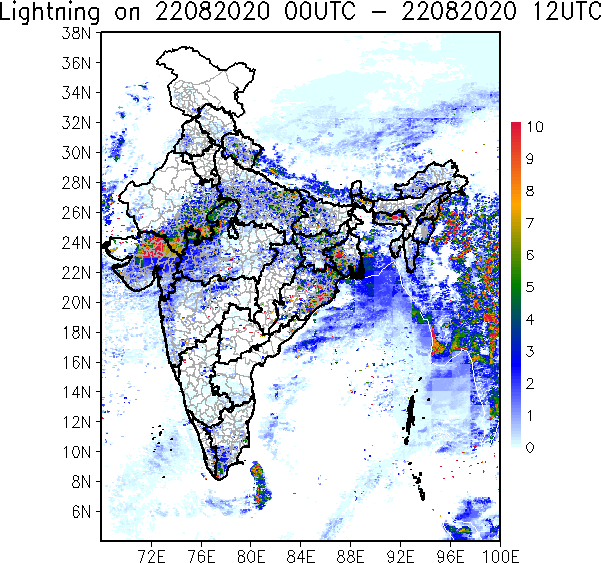 Lightning on 22082020 00UTC – 22082020 12UTC
38N
36N
34N
32N
30N
28N
26N
24N
22N
20N
18N
16N
14N
12N
10N
8N
6N
72E 76E 80E 84E 88E 92E 96E 100E
10
9
8
7
6
5
4
3
2
1
0